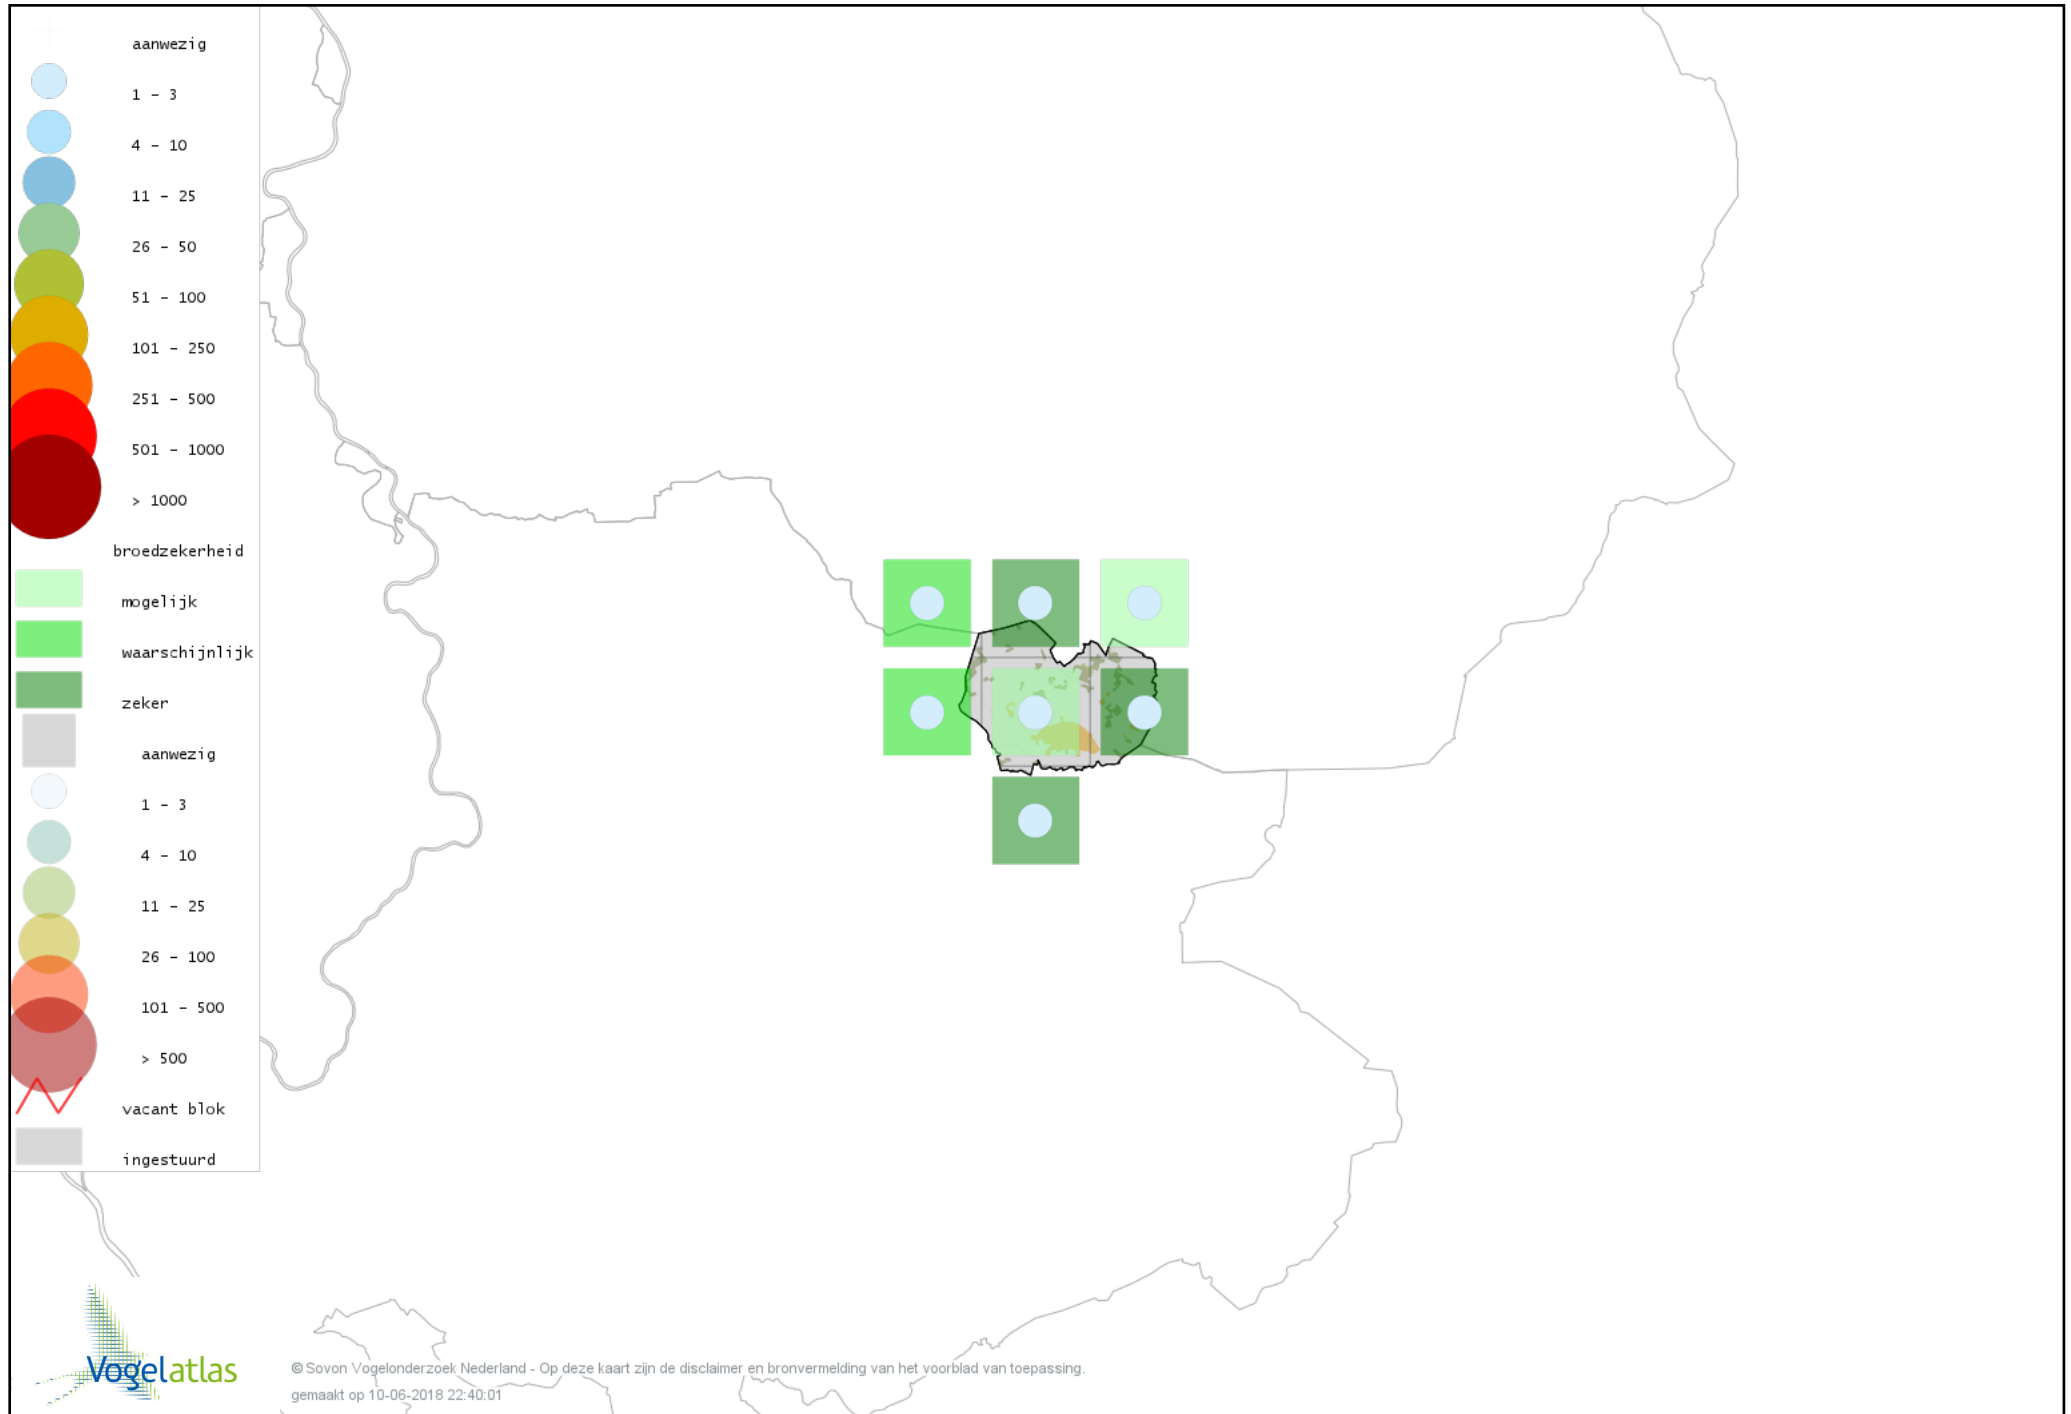 aanwezig
1 - 3
4 - 10
11 - 25
26 - 50
51 - 100
101 - 250
251 - 500
501 - 1000
> 1000
broedzekerheid
mogelijk
waarschijnlijk
zeker
aanwezig
1 - 3
4 - 10
11 - 25
26 - 100
101 - 500
> 500
vacant blok
ingestuurd
Vogelatlas
© Sovon Vogelonderzoek Nederland - Op deze kaart zijn de disclaimer en bronvermelding van het voorblad van toepassing.
gemaakt op 10-06-2018 22:40:01